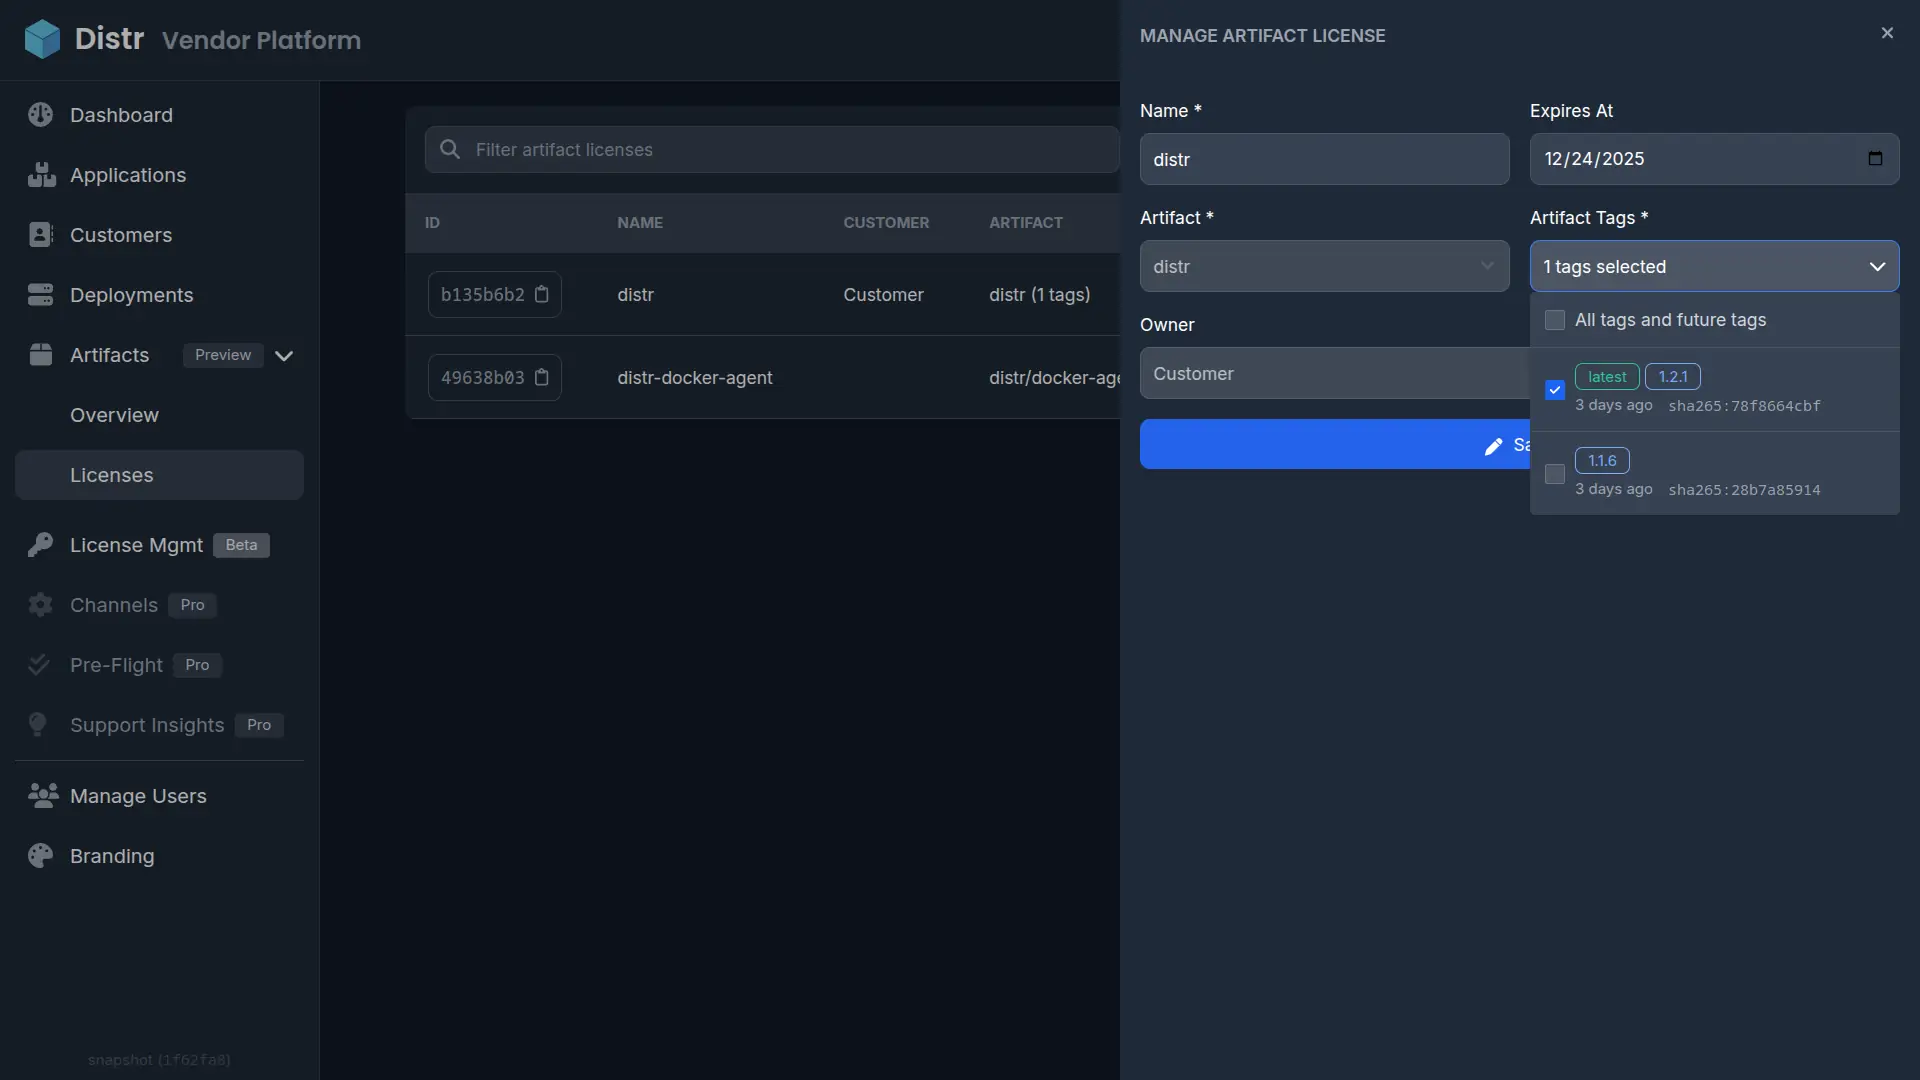 Distr Vendor Platform
Dashboard
Applications
Customers
Deployments
Artifacts Preview
Overview
Licenses
License Mgmt Beta
Channels Pro
Pre-Flight Pro
Support Insights Pro
Manage Users
Branding
snapshot (1f62fa8)
Filter artifact licenses
ID NAME CUSTOMER ARTIFACT
b135b6b2 distr Customer distr (1 tags)
49638b03 distr-docker-agent distr/docker-age
MANAGE ARTIFACT LICENSE
Name * Expires At
distr 12/24/2025
Artifact * Artifact Tags *
distr 1 tags selected
All tags and future tags
latest 1.2.1
3 days ago sha265:78f8664cbf
1.1.6
3 days ago sha265:28b7a85914
Owner
Customer